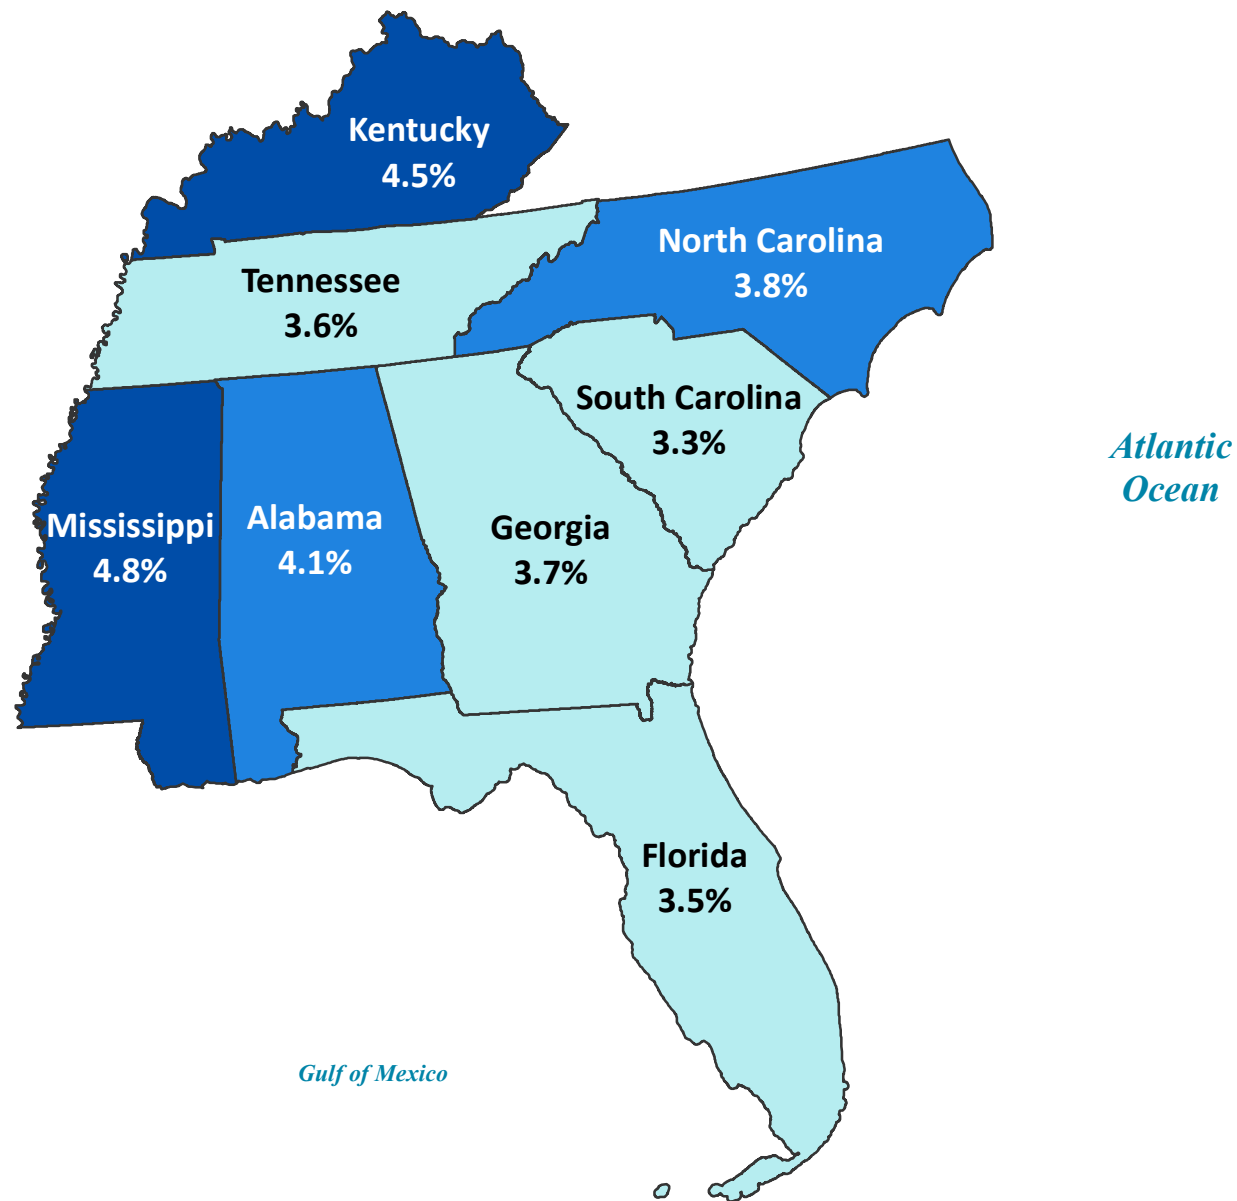 Kentucky
4.5%
North Carolina
3.8%
Tennessee
3.6%
South Carolina
3.3%
Atlantic
Ocean
Mississippi
4.8%
Alabama
4.1%
Georgia
3.7%
Florida
3.5%
Gulf of Mexico